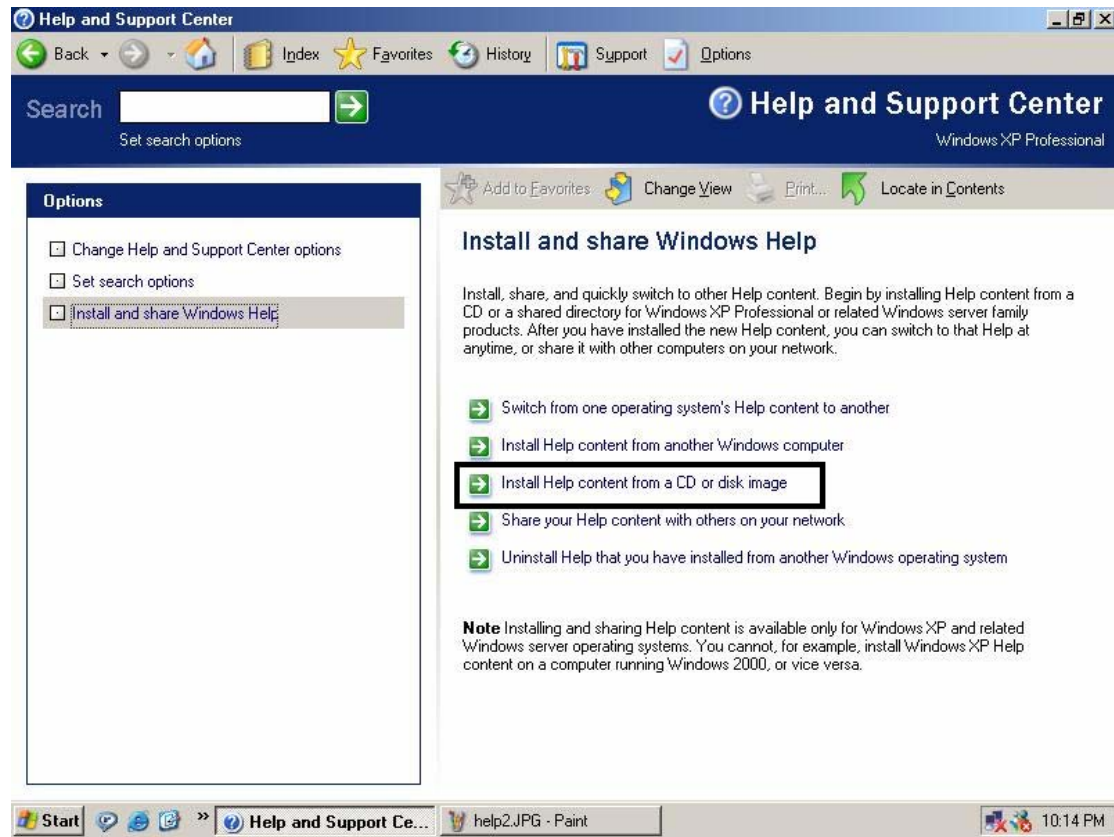 Help and Support Center
Back
Index
Favorites
History
Support
Options
Search
Set search options
Help and Support Center
Windows XP Professional
Options
Change Help and Support Center options
Set search options
Install and share Windows Help
Add to Favorites
Change View
Print...
Locate in Contents
Install and share Windows Help
Install, share, and quickly switch to other Help content. Begin by installing Help content from a
CD or a shared directory for Windows XP Professional or related Windows server family
products. After you have installed the new Help content, you can switch to that Help at
anytime, or share it with other computers on your network.
Switch from one operating system's Help content to another
Install Help content from another Windows computer
Install Help content from a CD or disk image
Share your Help content with others on your network
Uninstall Help that you have installed from another Windows operating system
Note Installing and sharing Help content is available only for Windows XP and related
Windows server operating systems. You cannot, for example, install Windows XP Help
content on a computer running Windows 2000, or vice versa.
Start
»
Help and Support Ce...
help2.JPG - Paint
10:14 PM